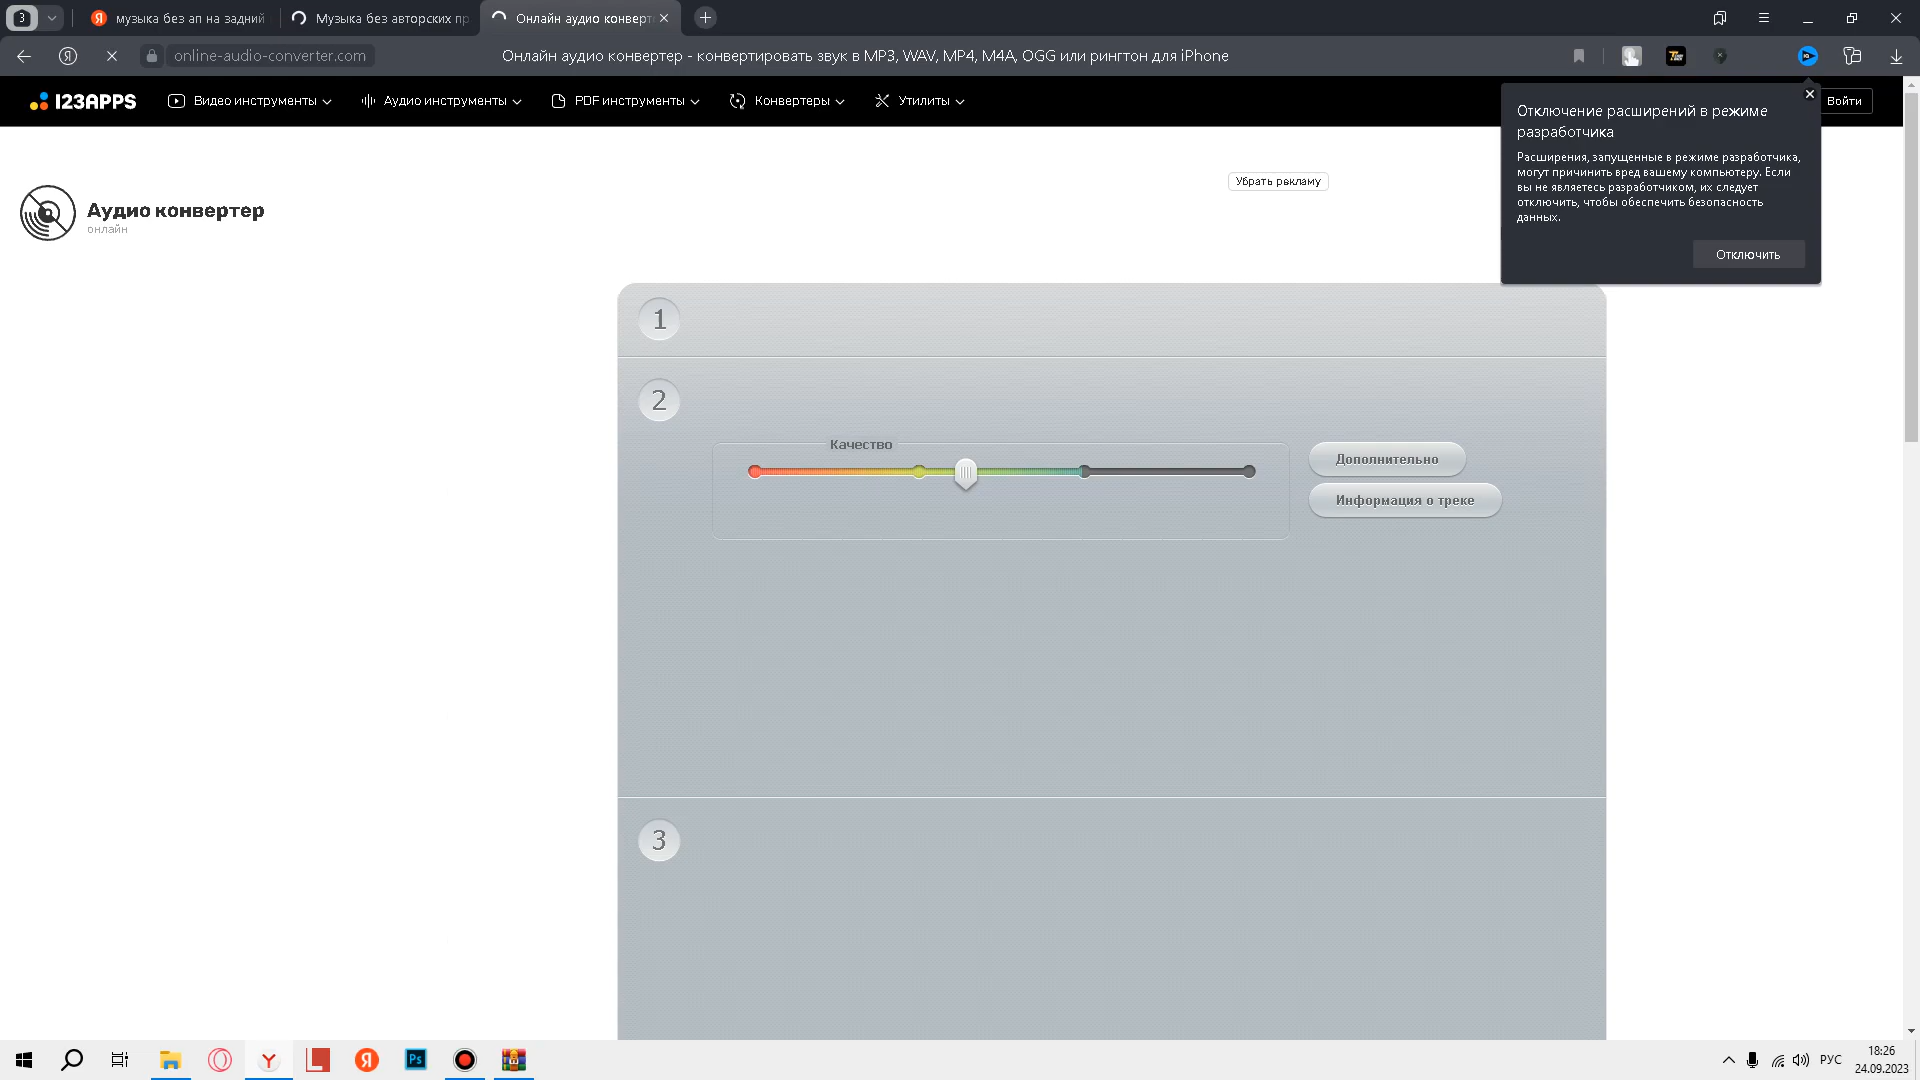 3
музыка без ап на задний
Музыка без авторских пр
Онлайн аудио конверт
online-audio-converter.com
Онлайн аудио конвертер - конвертировать звук в MP3, WAV, MP4, M4A, OGG или рингтон для iPhone
123APPS
Видео инструменты
Аудио инструменты
PDF инструменты
Конвертеры
Утилиты
Войти
Отключение расширений в режиме
разработчика
Расширения, запущенные в режиме разработчика,
могут причинить вред вашему компьютеру. Если
вы не являетесь разработчиком, их следует
отключить, чтобы обеспечить безопасность
данных.
Отключить
Убрать рекламу
Аудио конвертер
онлайн
1
2
Качество
Дополнительно
Информация о треке
3
Ps
РУС
18:26
24.09.2023